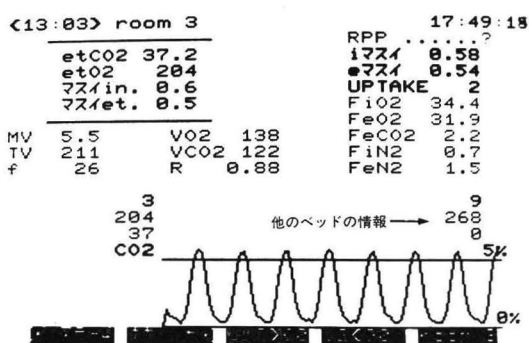 <13:03> room 3 17:49:18
RPP ......?
etCO2 37.2
etO2 204
マスイin. 0.6
マスイet. 0.5
iマスイ 0.58
eマスイ 0.54
UPTAKE 2
FiO2 34.4
FeO2 31.9
FeCO2 2.2
FiN2 0.7
FeN2 1.5
MV 5.5 VO2 138
TV 211 VCO2 122
f 26 R 0.88
3 9
204 他のベッドの情報→ 268
37 0
CO2 5%
0%